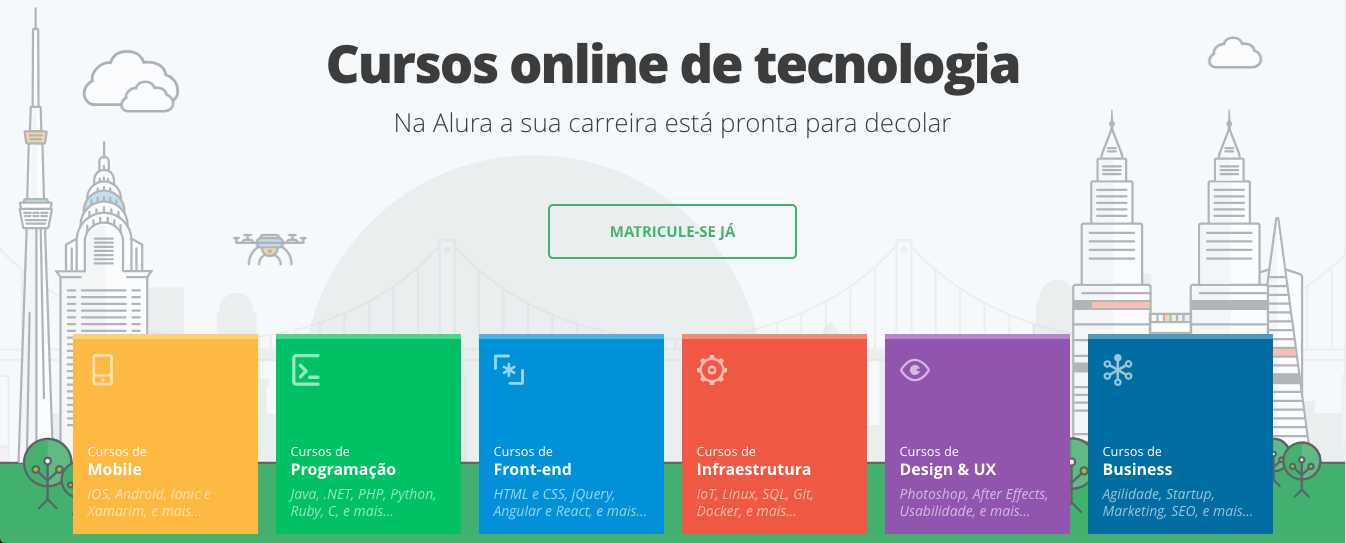 Cursos online de tecnologia
Na Alura a sua carreira está pronta para decolar
MATRICULE-SE JÁ
Cursos de
Mobile
iOS, Android, Ionic e
Xamarim, e mais...
Cursos de
Programação
Java, .NET, PHP, Python,
Ruby, C, e mais...
Cursos de
Front-end
HTML e CSS, jQuery,
Angular e React, e mais...
Cursos de
Infraestrutura
IoT, Linux, SQL, Git,
Docker, e mais...
Cursos de
Design & UX
Photoshop, After Effects,
Usabilidade, e mais...
Cursos de
Business
Agilidade, Startup,
Marketing, SEO, e mais...